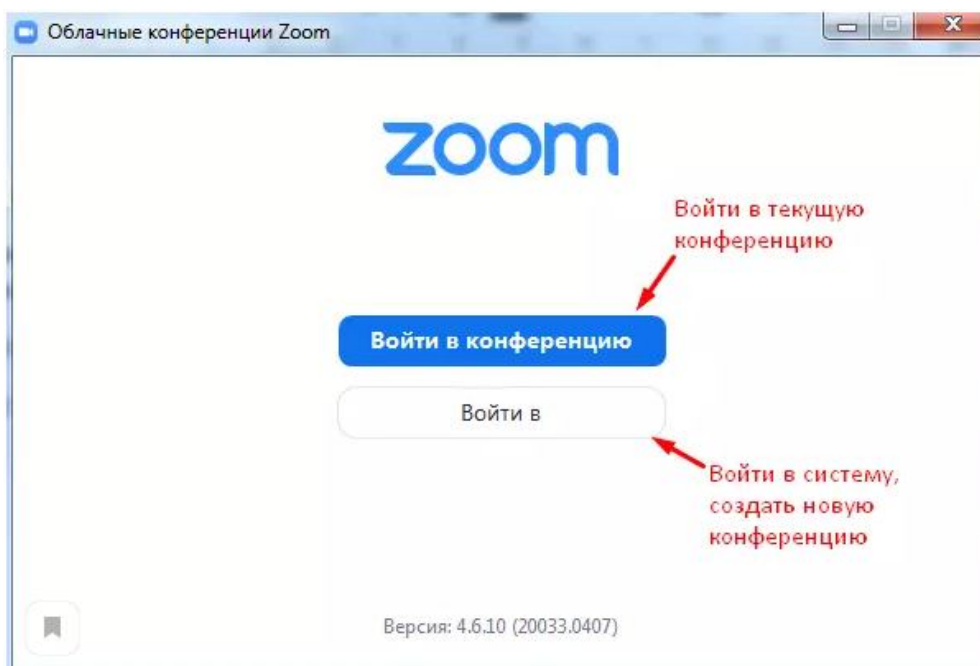 Облачные конференции Zoom
zoom
Войти в текущую
конференцию
Войти в конференцию
Войти в
Войти в систему,
создать новую
конференцию
Версия: 4.6.10 (20033.0407)